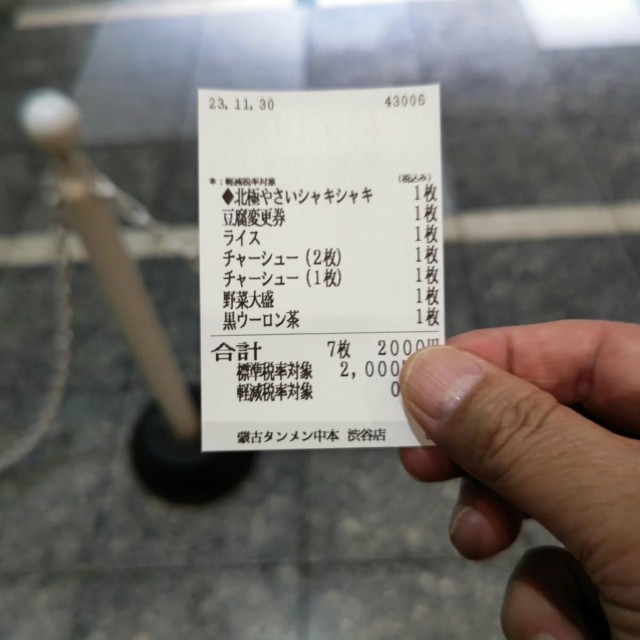 23.11.30 43006
*:軽減税率対象 (税込み)
◆北極やさいシャキシャキ 1枚
豆腐変更券 1枚
ライス 1枚
チャーシュー(2枚) 1枚
チャーシュー(1枚) 1枚
野菜大盛 1枚
黒ウーロン茶 1枚
合計 7枚 2000円
標準税率対象 2,000
軽減税率対象 0
蒙古タンメン中本 渋谷店